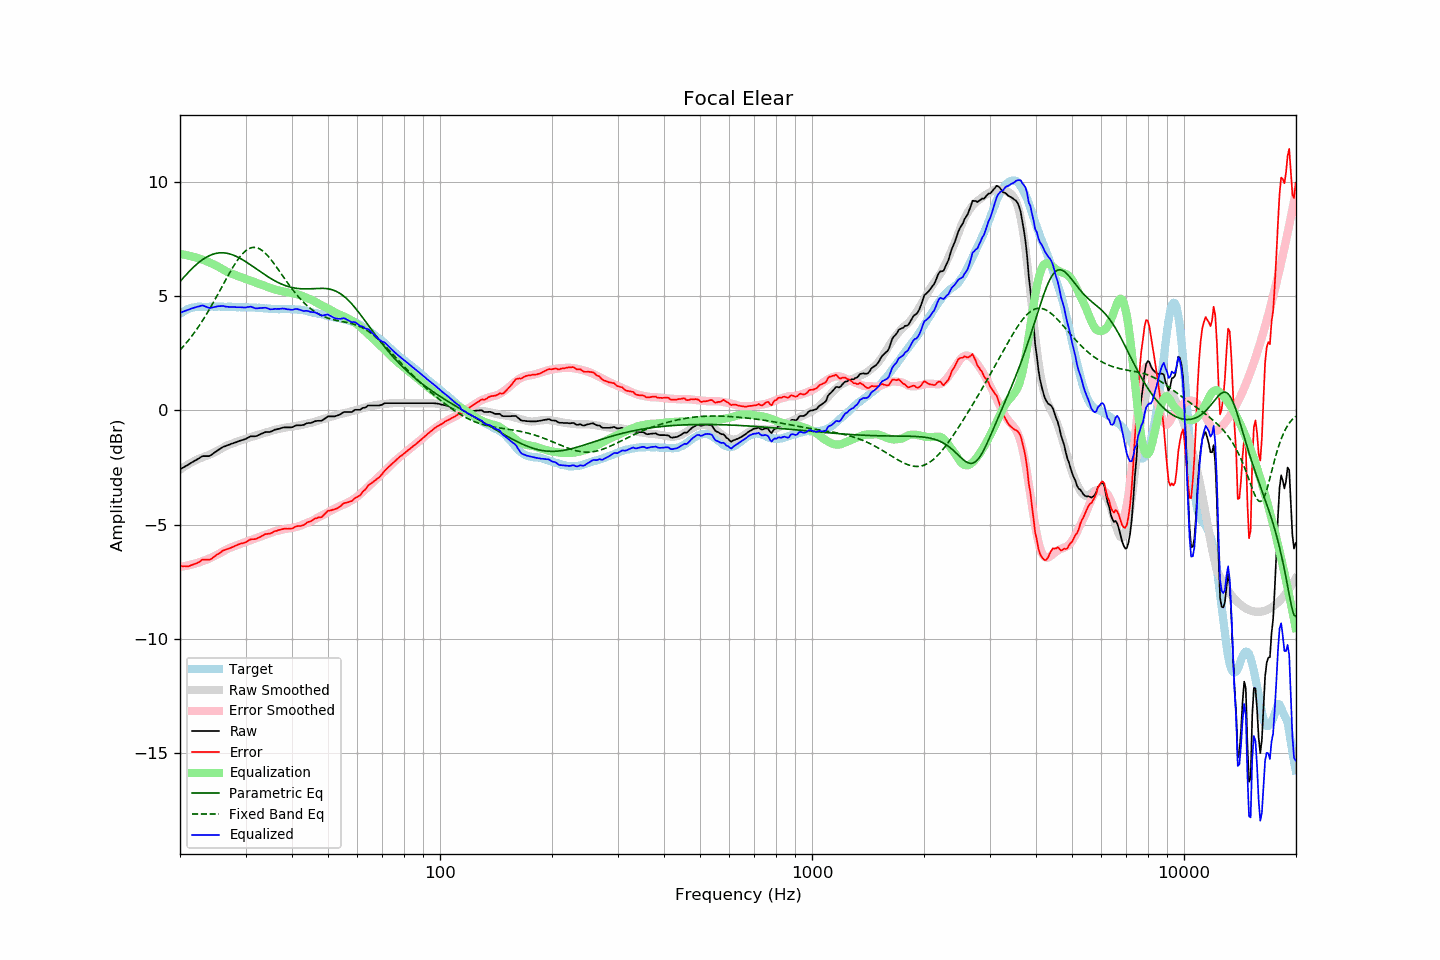 Focal Elear
Amplitude (dBr)
10
5
0
−5
−10
−15
Target
Raw Smoothed
Error Smoothed
Raw
Error
Equalization
Parametric Eq
Fixed Band Eq
Equalized
100
1000
10000
Frequency (Hz)